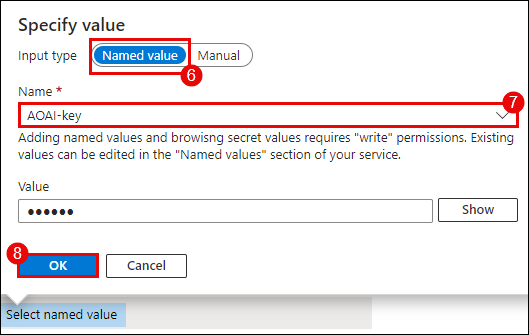 Specify value
Input type Named value Manual
6
Name *
7
AOAI-key
Adding named values and browisng secret values requires "write" permissions. Existing
values can be edited in the "Named values" section of your service.
Value
●●●●●● Show
8
OK Cancel
Select named value